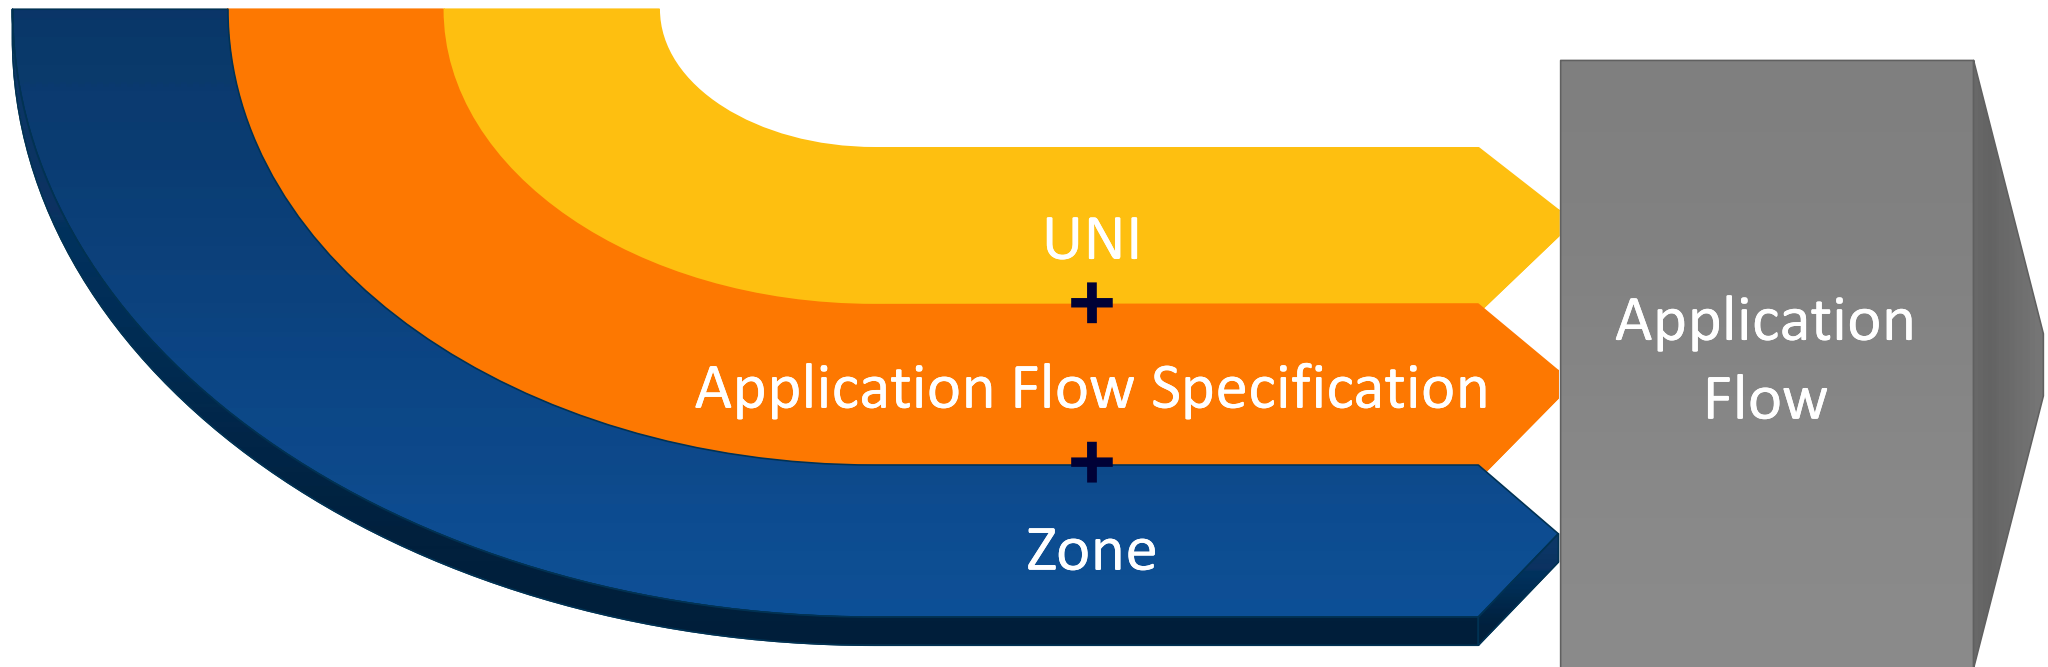 UNI
+
Application Flow Specification
+
Zone
Application
Flow